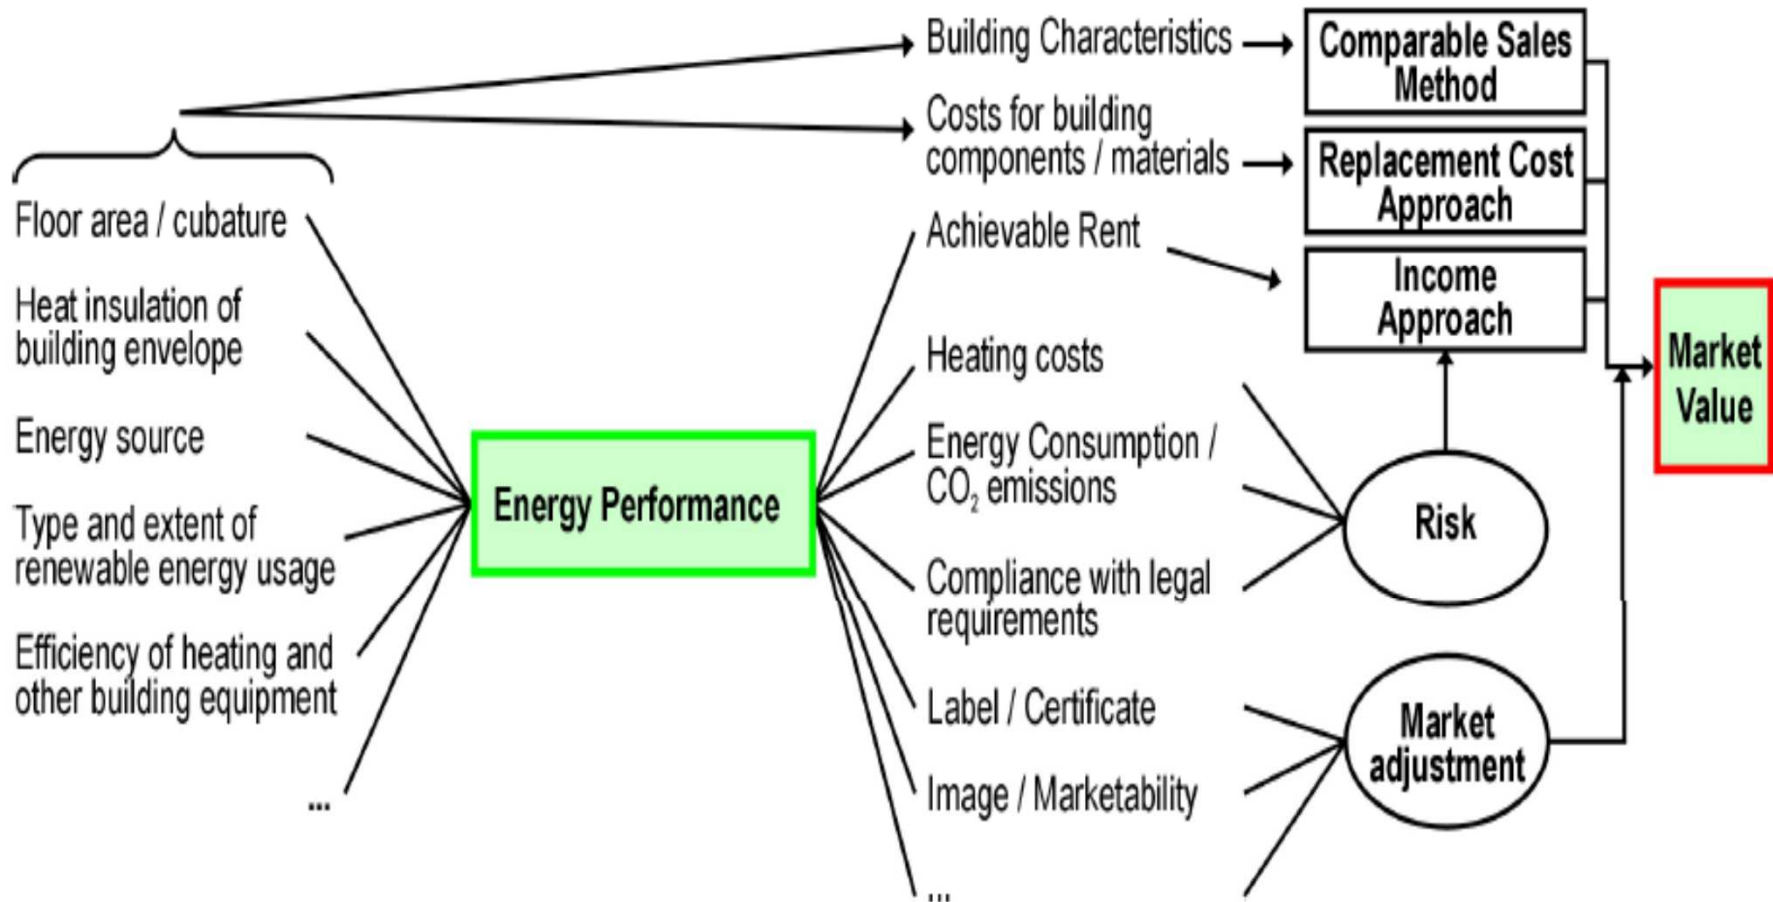 Floor area / cubature
Heat insulation of
building envelope
Energy source
Type and extent of
renewable energy usage
Efficiency of heating and
other building equipment
...
Energy Performance
Building Characteristics
Costs for building
components / materials
Achievable Rent
Heating costs
Energy Consumption /
CO₂ emissions
Compliance with legal
requirements
Label / Certificate
Image / Marketability
...
Comparable Sales
Method
Replacement Cost
Approach
Income
Approach
Risk
Market
adjustment
Market
Value